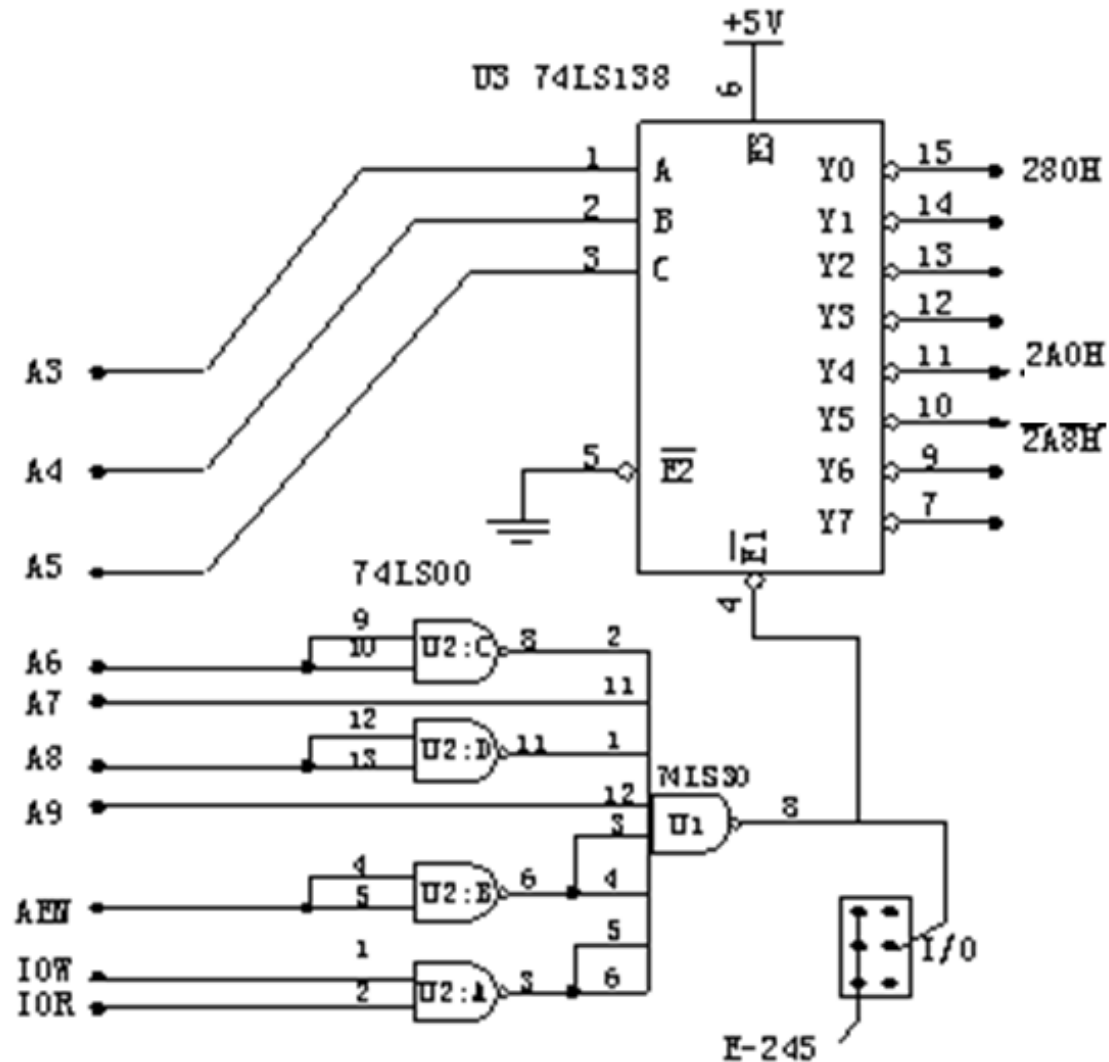 +5V
U3 74LS138
6
E3
1 A Y0 15 280H
2 B Y1 14
3 C Y2 13
Y3 12
A3 Y4 11 2A0H
Y5 10 2A8H
A4 5 E2 Y6 9
Y7 7
E1
A5 74LS00 4
9
A6 10 U2:C 8 2
A7 11
12
A8 13 U2:D 11 1
74LS30
A9 12
3 U1 8
4
AEN 5 U2:B 6 4
5
IOW 1
IOR 2 U2:A 3 6
I/O
E-245